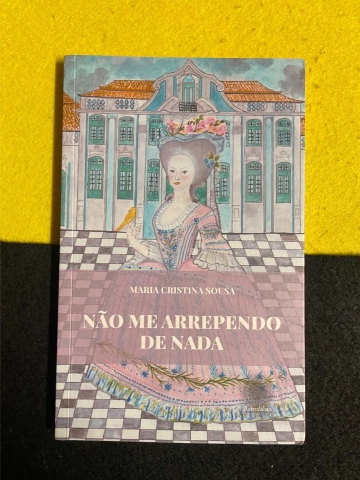 MARIA CRISTINA SOUSA
NÃO ME ARREPENDO
DE NADA